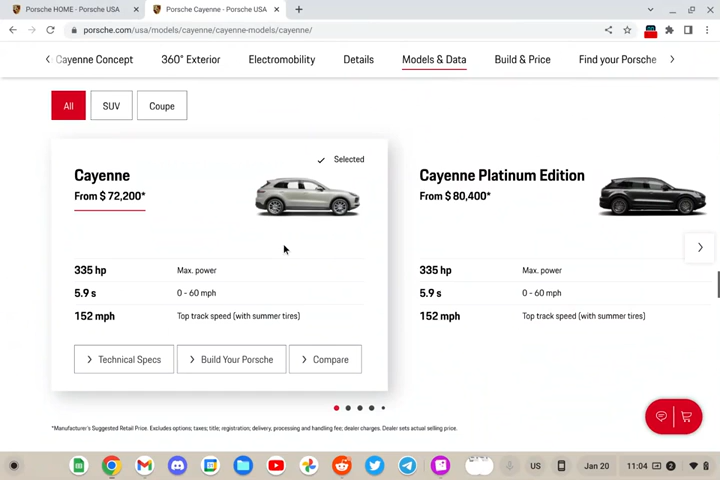 Porsche HOME - Porsche USA
Porsche Cayenne - Porsche USA
porsche.com/usa/models/cayenne/cayenne-models/cayenne/
Cayenne Concept 360° Exterior Electromobility Details Models & Data Build & Price Find your Porsche
All SUV Coupe
Selected
Cayenne
From $ 72,200*
335 hp Max. power
5.9 s 0 - 60 mph
152 mph Top track speed (with summer tires)
Technical Specs Build Your Porsche Compare
Cayenne Platinum Edition
From $ 80,400*
335 hp Max. power
5.9 s 0 - 60 mph
152 mph Top track speed (with summer tires)
*Manufacturer's Suggested Retail Price. Excludes options; taxes; title; registration; delivery, processing and handling fee; dealer charges. Dealer sets actual selling price.
US Jan 20 11:04 2